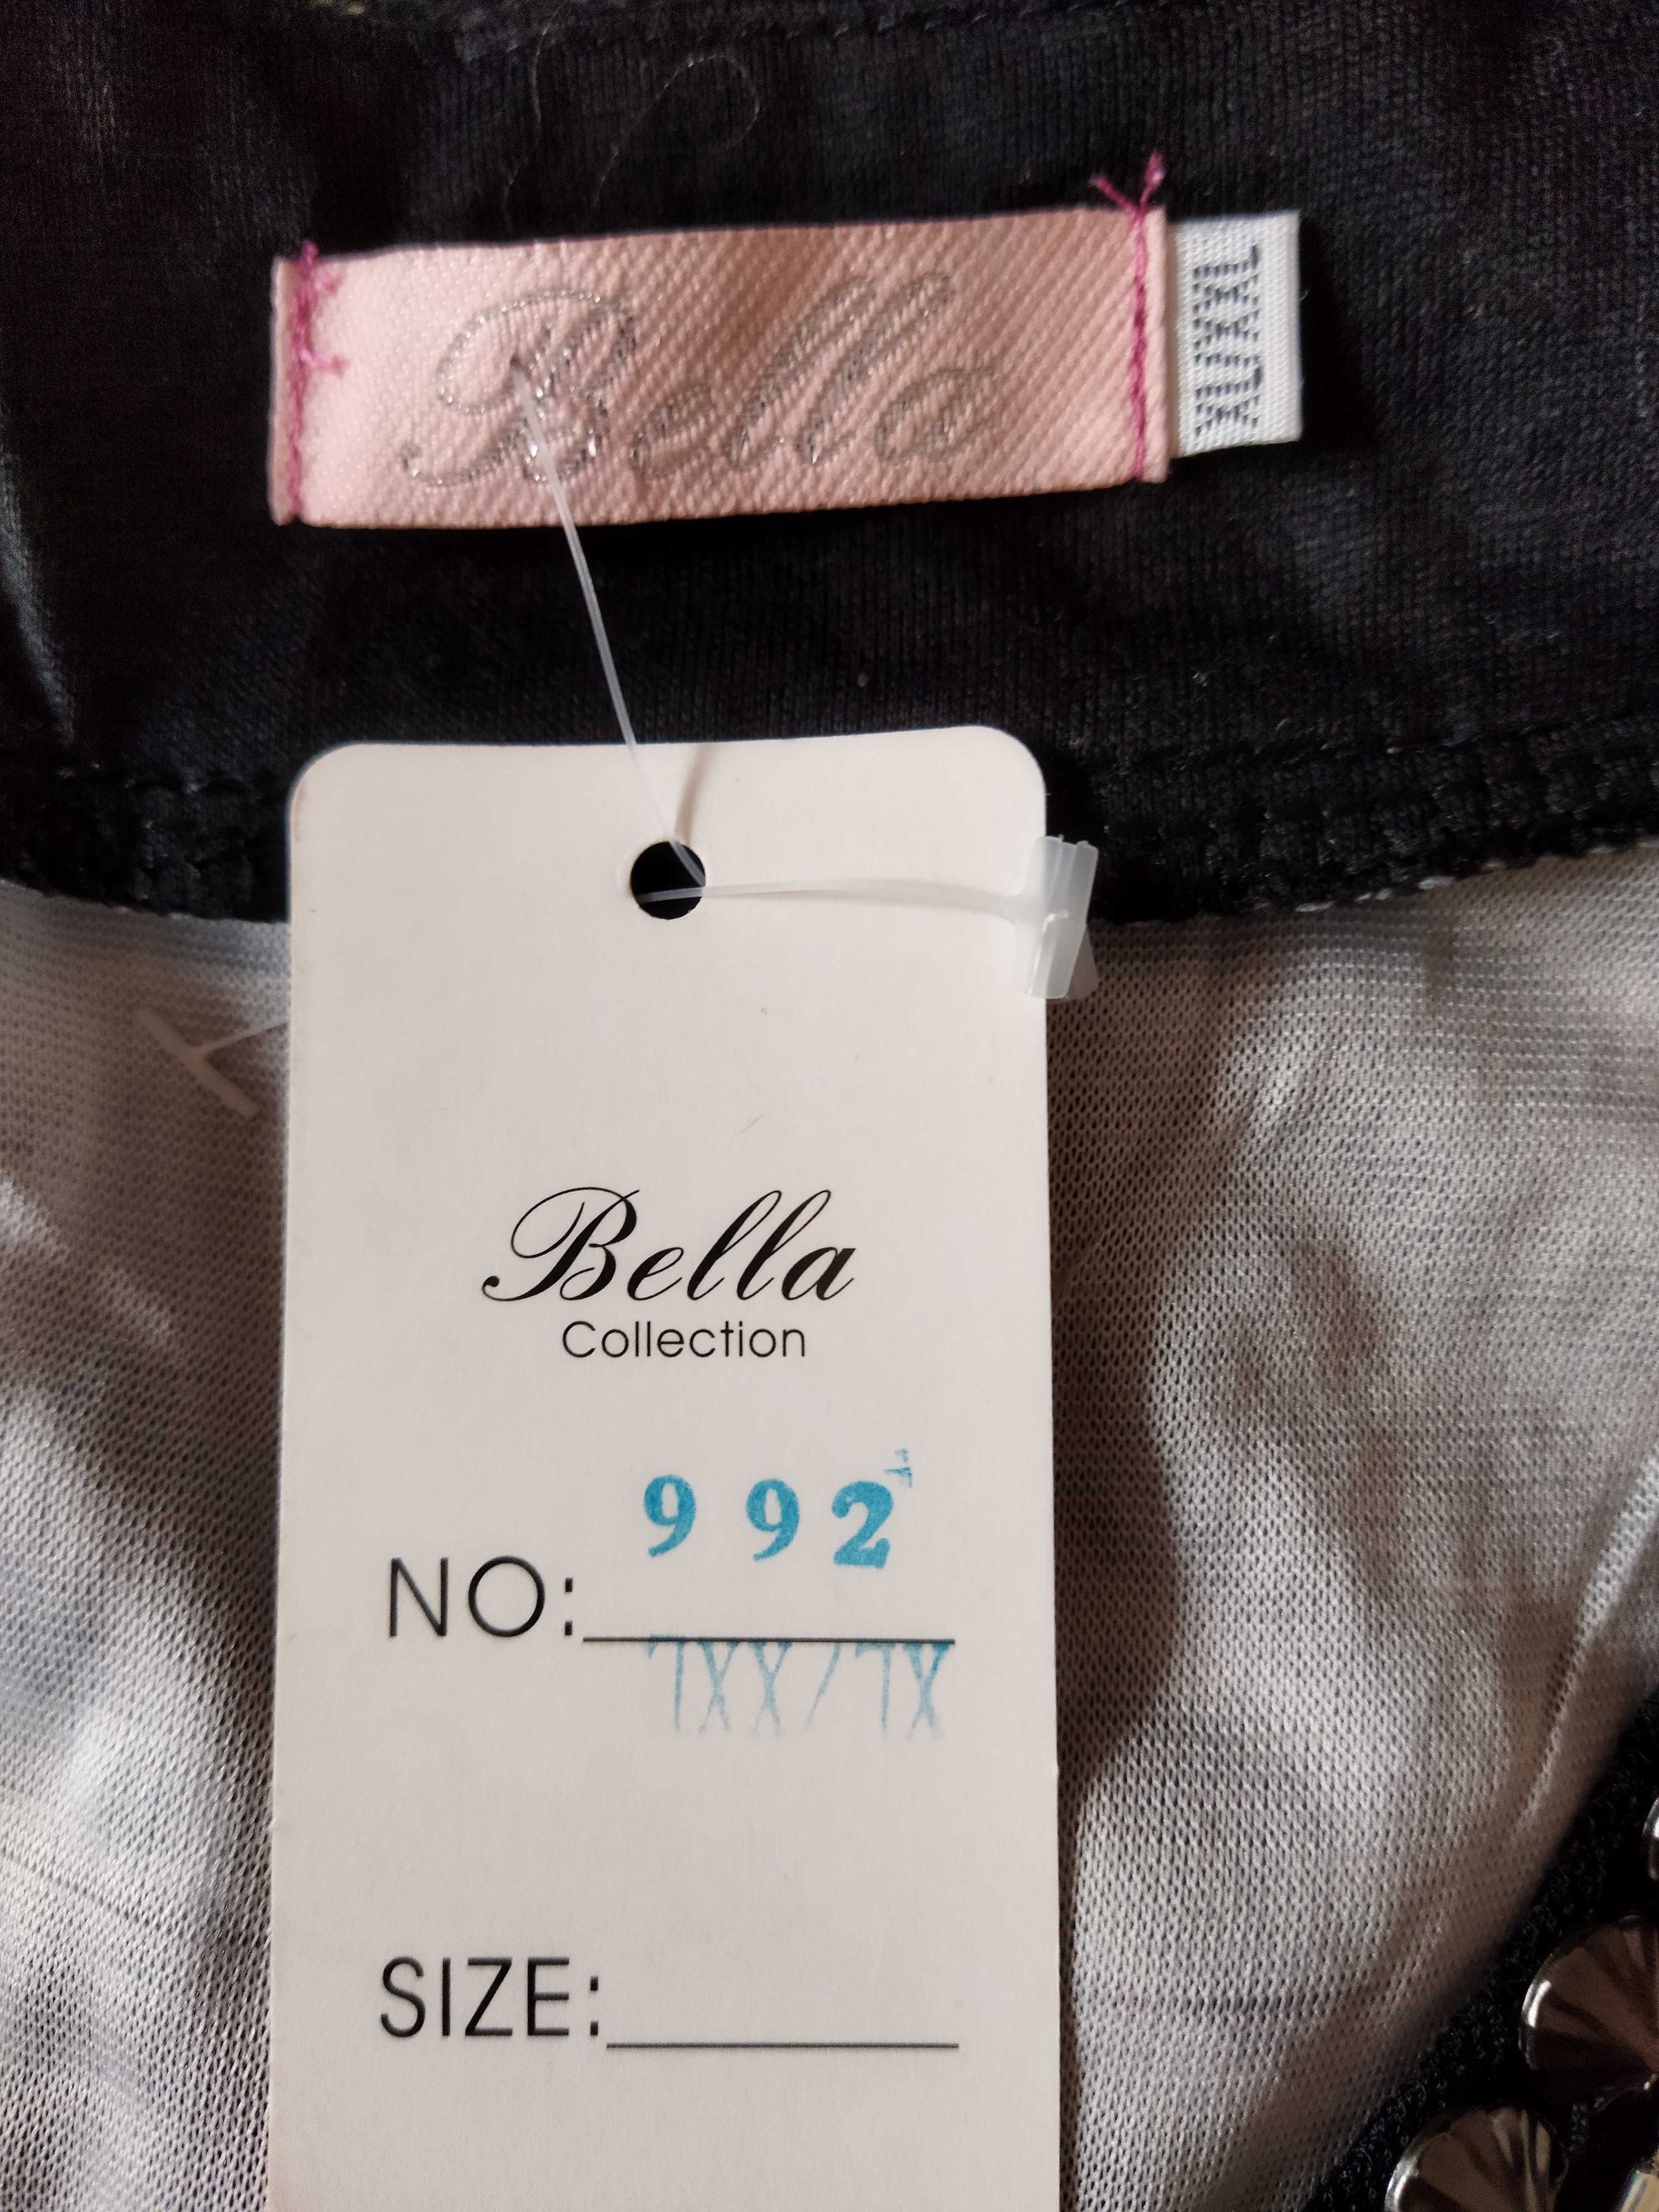 Bella
XL/XXL
Bella
Collection
NO: 992
XL/XXL
SIZE: